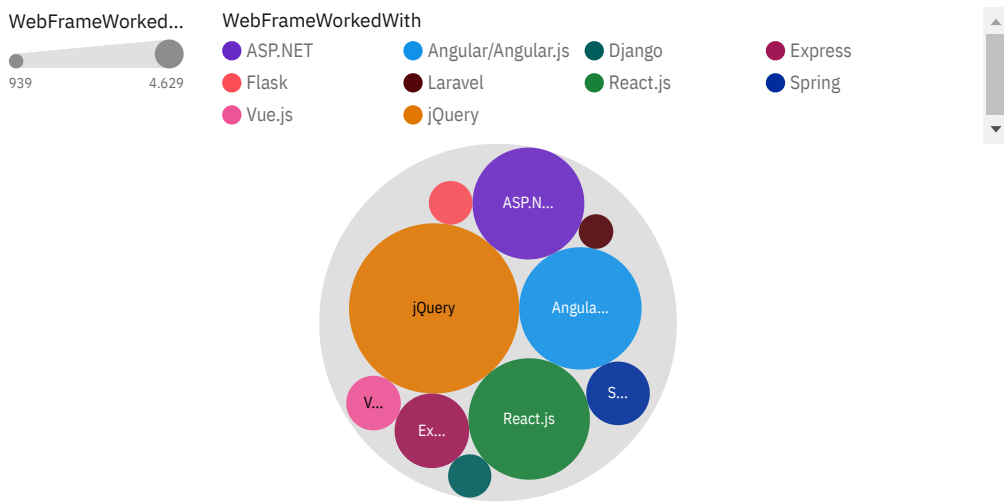 WebFrameWorked... WebFrameWorkedWith
ASP.NET Angular/Angular.js Django Express
939 4.629
Flask Laravel React.js Spring
Vue.js jQuery
ASP.N...
jQuery Angula...
S...
V...
React.js
Ex...